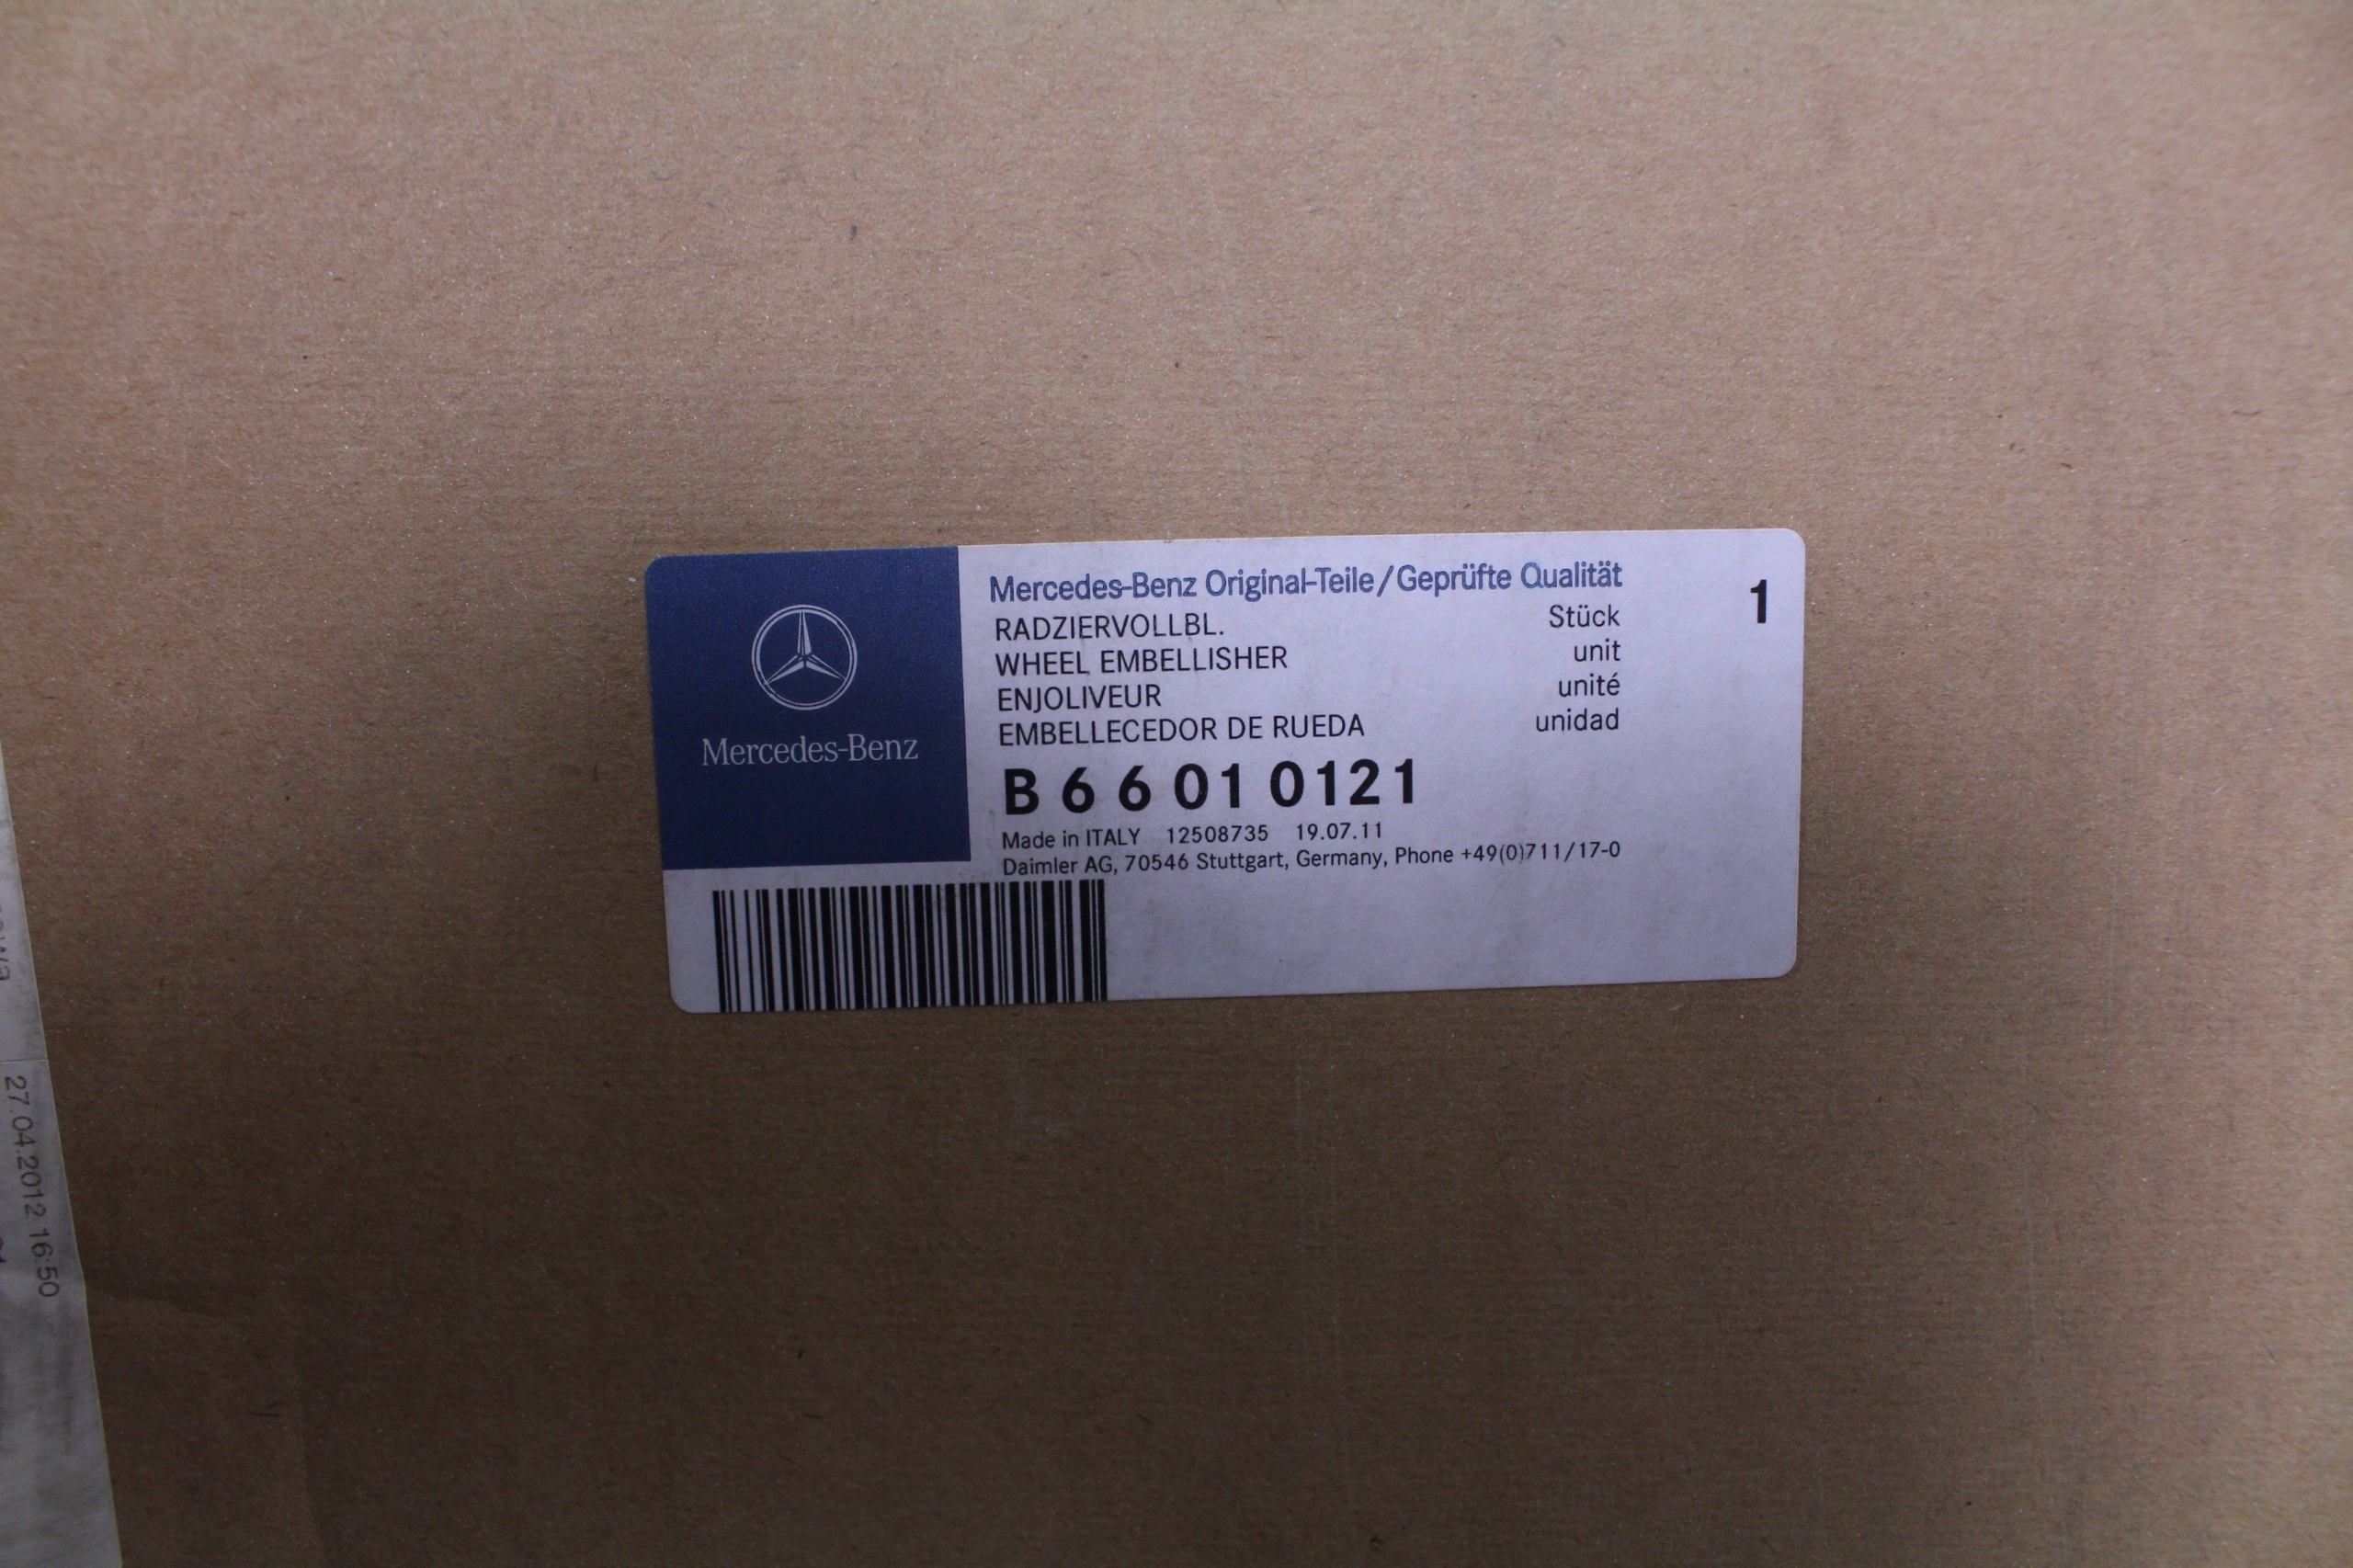 Mercedes-Benz
Mercedes-Benz Original-Teile/Geprüfte Qualität
1
RADZIERVOLLBL. Stück
WHEEL EMBELLISHER unit
ENJOLIVEUR unité
EMBELLECEDOR DE RUEDA unidad
B 6 6 01 0121
Made in ITALY 12508735 19.07.11
Daimler AG, 70546 Stuttgart, Germany, Phone +49(0)711/17-0
27.04.2012 16:50